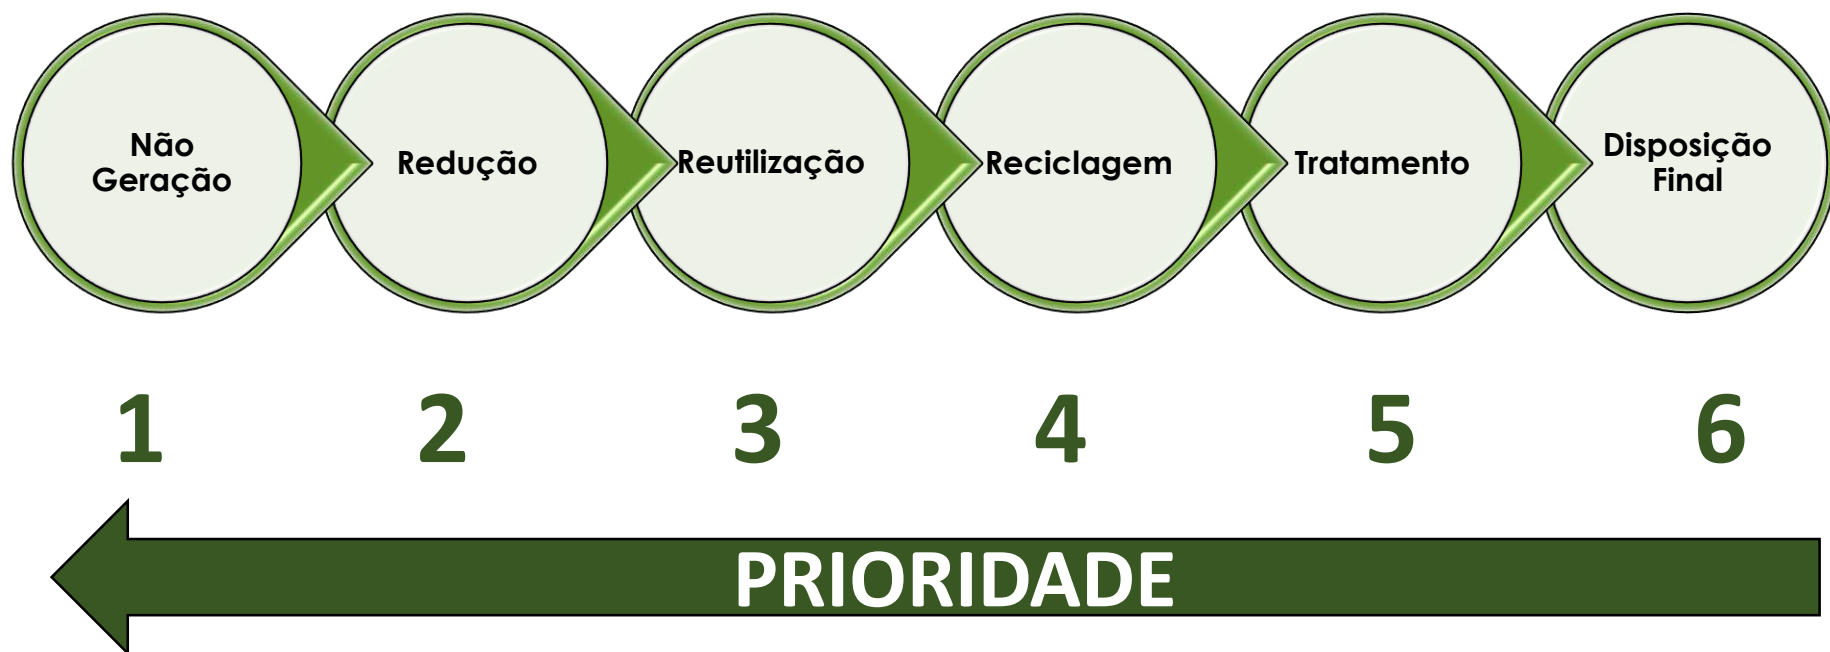 Não
Geração
Redução
Reutilização
Reciclagem
Tratamento
Disposição
Final
1
2
3
4
5
6
PRIORIDADE